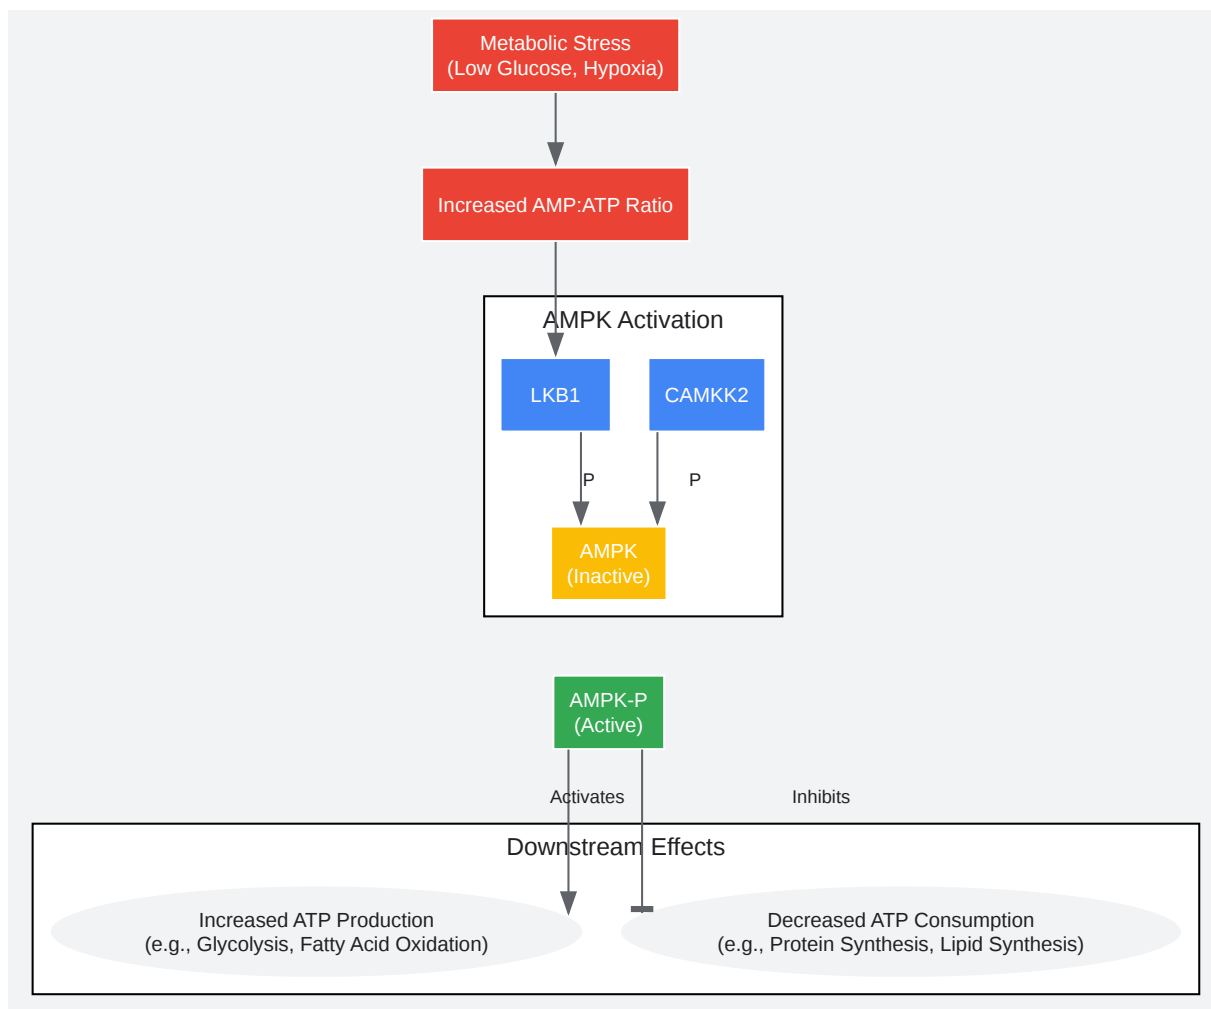 Metabolic Stress
(Low Glucose, Hypoxia)
Increased AMP:ATP Ratio
AMPK Activation
LKB1
CAMKK2
P
P
AMPK
(Inactive)
AMPK-P
(Active)
Activates
Inhibits
Downstream Effects
Increased ATP Production
(e.g., Glycolysis, Fatty Acid Oxidation)
Decreased ATP Consumption
(e.g., Protein Synthesis, Lipid Synthesis)